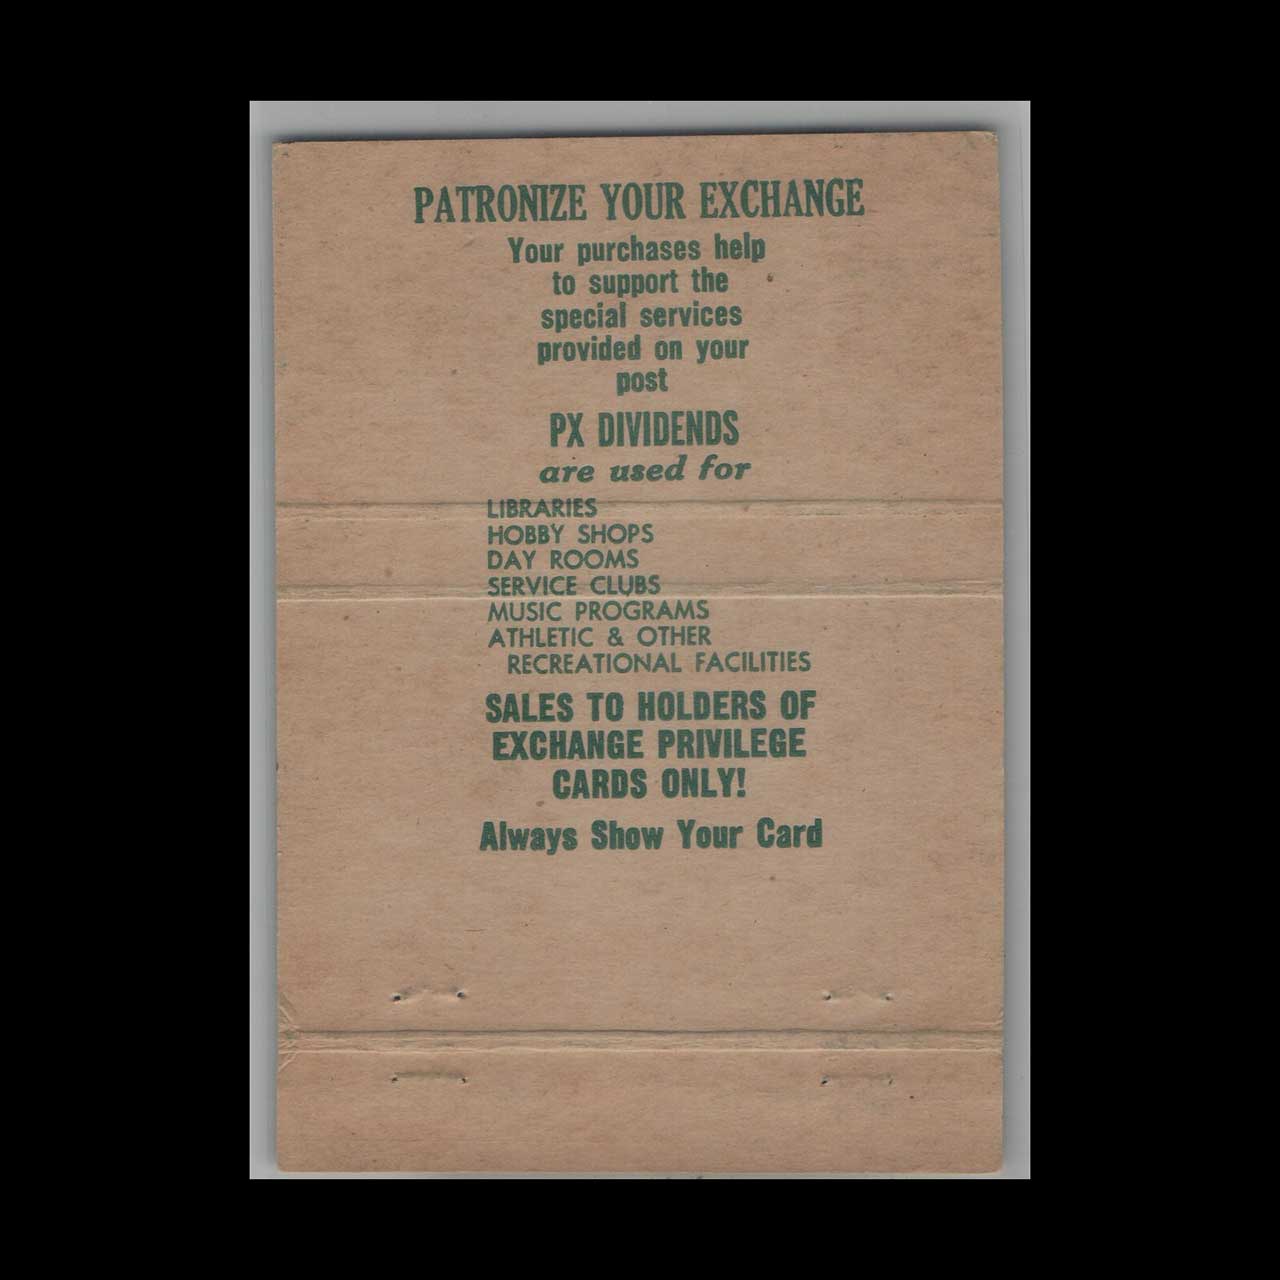 PATRONIZE YOUR EXCHANGE
Your purchases help
to support the
special services
provided on your
post
PX DIVIDENDS
are used for
LIBRARIES
HOBBY SHOPS
DAY ROOMS
SERVICE CLUBS
MUSIC PROGRAMS
ATHLETIC & OTHER
RECREATIONAL FACILITIES
SALES TO HOLDERS OF
EXCHANGE PRIVILEGE
CARDS ONLY!
Always Show Your Card